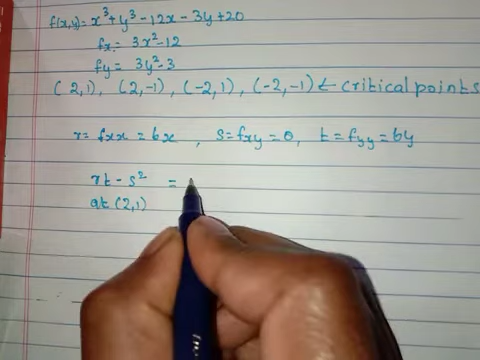 f(x,y) = x³+y³-12x-3y+20
fx = 3x²-12
fy = 3y²-3
(2,1), (2,-1), (-2,1), (-2,-1) ← critical points
r = fxx = 6x, s = fxy = 0, t = fyy = 6y
rt - s² =
at (2,1)